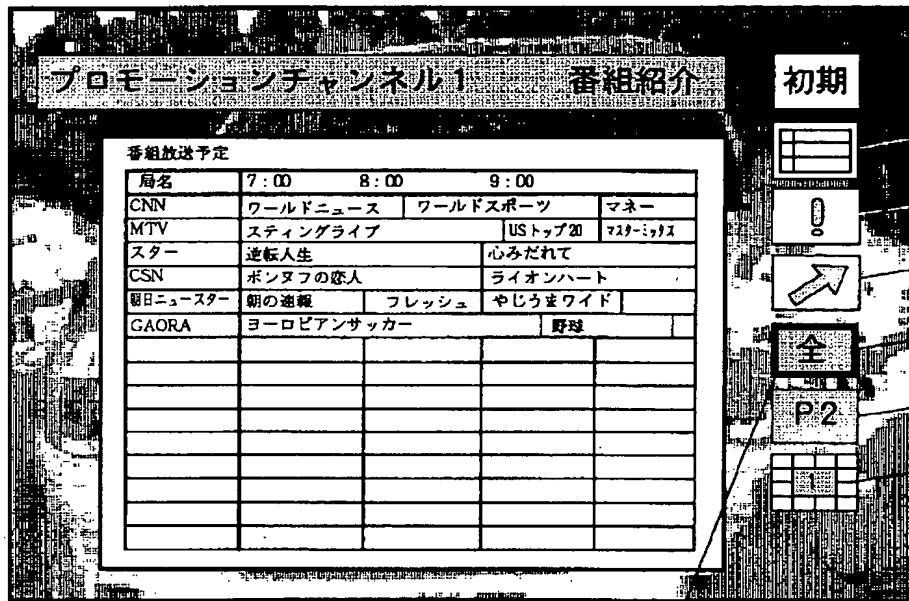 プロモーションチャンネル1 番組紹介
初期
番組放送予定
局名 7:00 8:00 9:00
CNN ワールドニュース ワールドスポーツ マネー
MTV スティングライブ USトップ20 マスターミックス
スター 逆転人生 心みだれて
CSN ポンヌフの恋人 ライオンハート
朝日ニュースター 朝の速報 フレッシュ やじうまワイド
GAORA ヨーロピアンサッカー 野球
!
全
P2